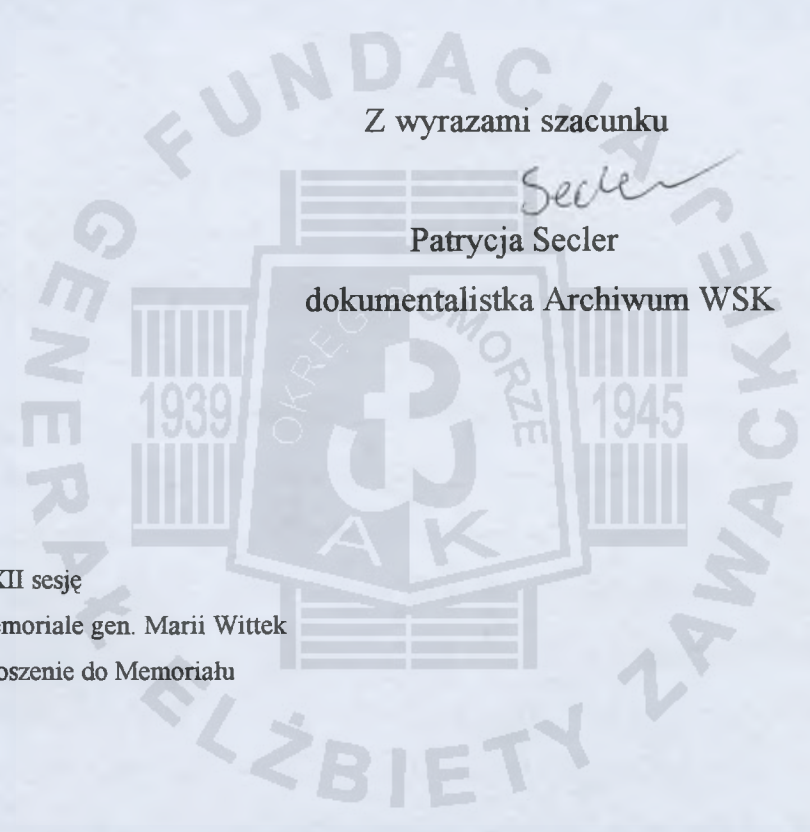 Z wyrazami szacunku
Secler
Patrycja Secler
dokumentalistka Archiwum WSK
XII sesję
emoriale gen. Marii Wittek
oszenie do Memoriału
FUNDACJA GENERAŁ ELŻBIETY ZAWACKIEJ
OKRĘG POMORZE
1939
1945
A K